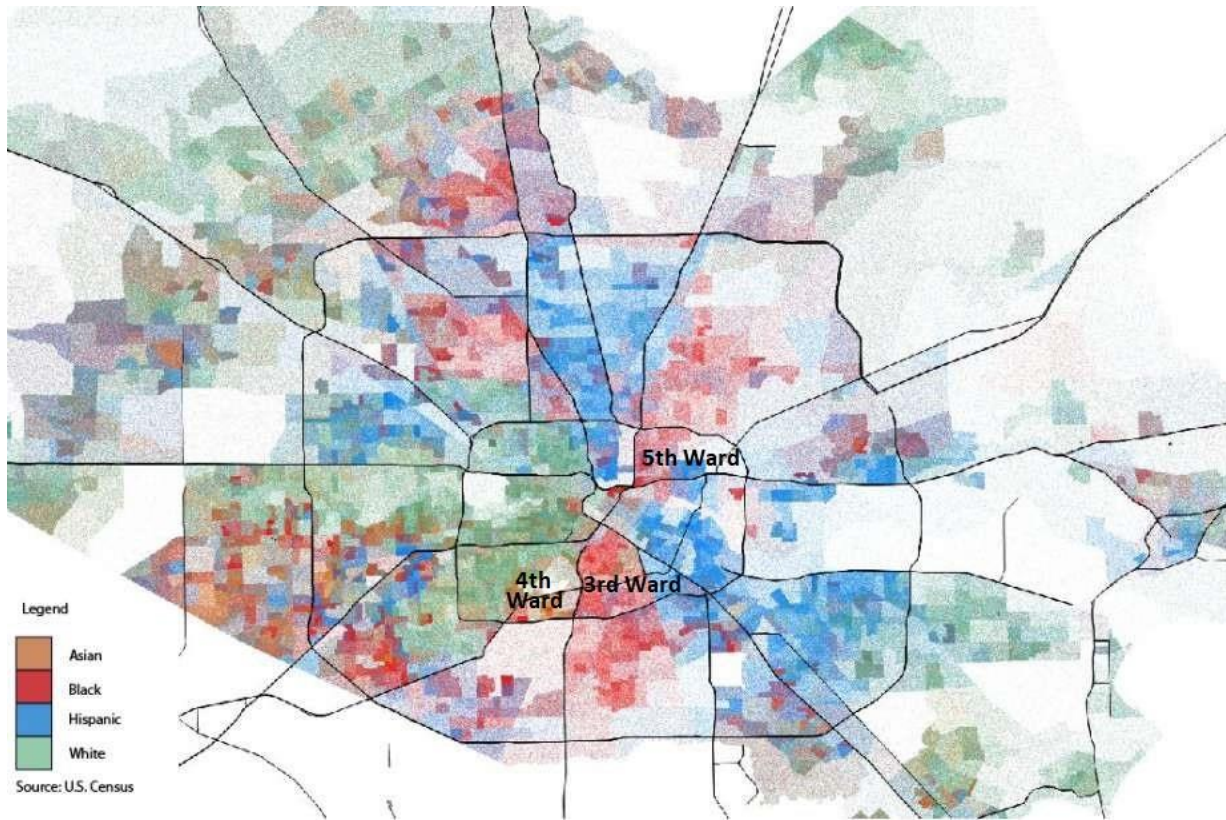 5th Ward
4th
Ward
3rd Ward
Legend
Asian
Black
Hispanic
White
Source: U.S. Census